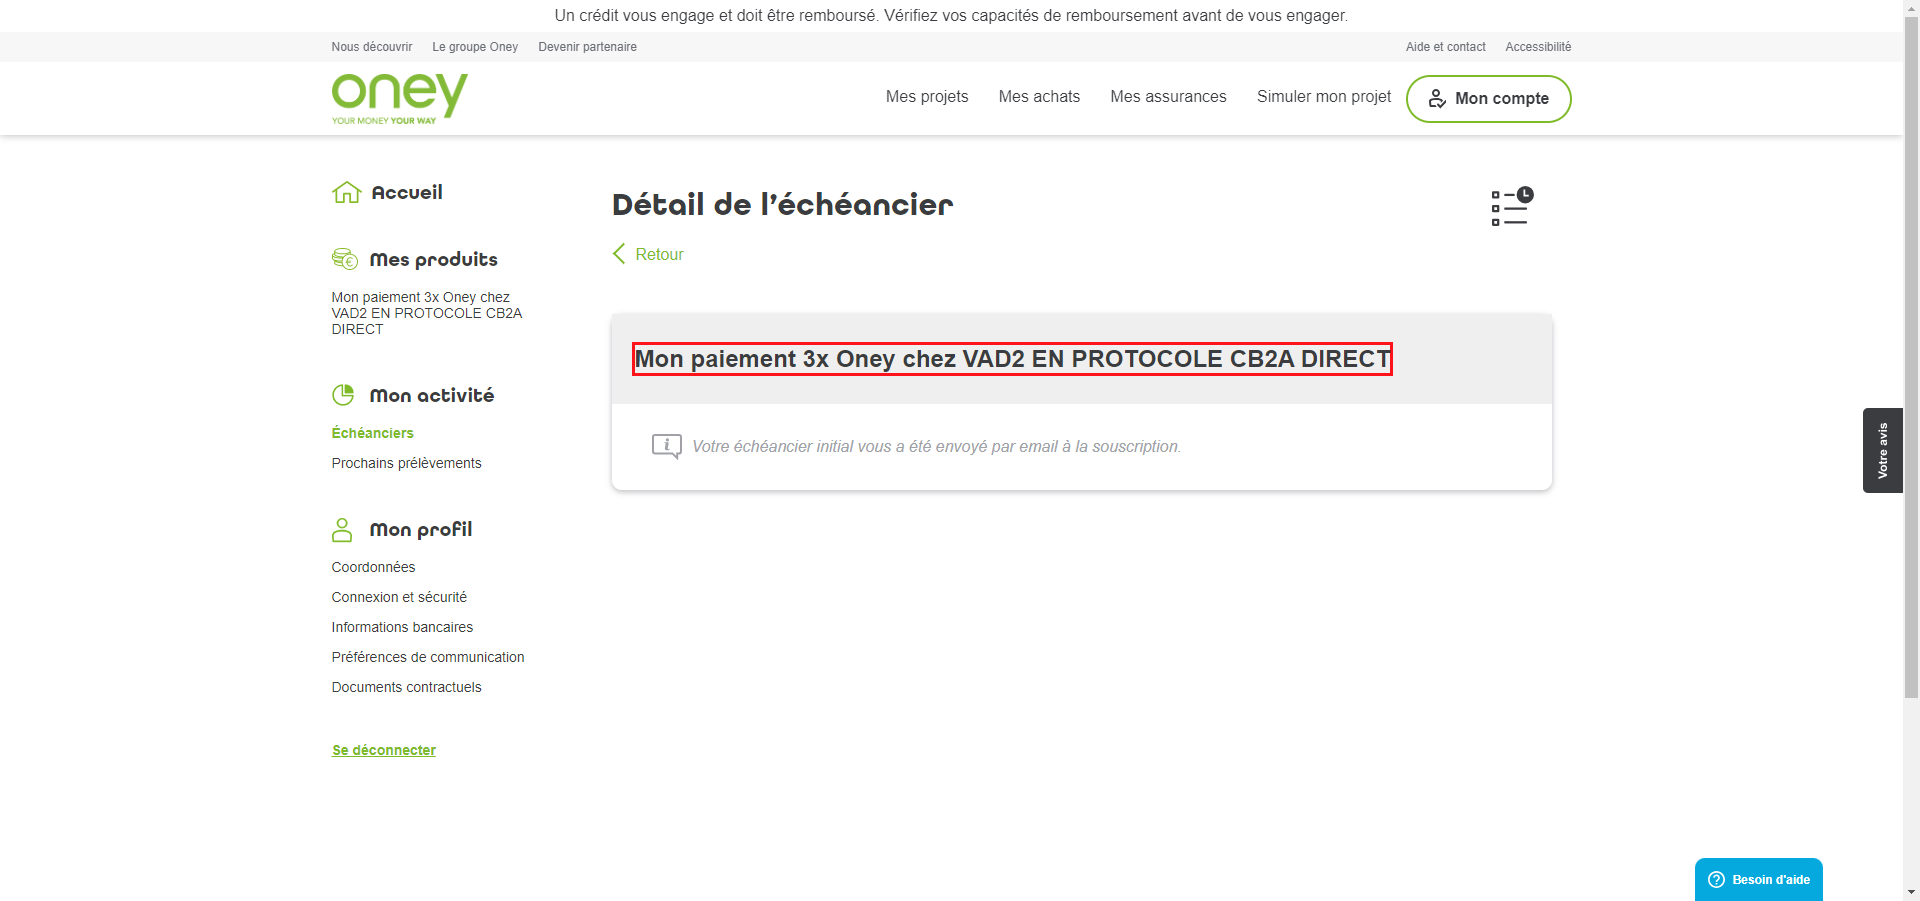 Un crédit vous engage et doit être remboursé. Vérifiez vos capacités de remboursement avant de vous engager.
Nous découvrir Le groupe Oney Devenir partenaire Aide et contact Accessibilité
oney
YOUR MONEY YOUR WAY
Mes projets Mes achats Mes assurances Simuler mon projet Mon compte
Accueil
Mes produits
Mon paiement 3x Oney chez
VAD2 EN PROTOCOLE CB2A
DIRECT
Mon activité
Échéanciers
Prochains prélèvements
Mon profil
Coordonnées
Connexion et sécurité
Informations bancaires
Préférences de communication
Documents contractuels
Se déconnecter
Détail de l'échéancier
Retour
Mon paiement 3x Oney chez VAD2 EN PROTOCOLE CB2A DIRECT
Votre échéancier initial vous a été envoyé par email à la souscription.
Votre avis
Besoin d'aide